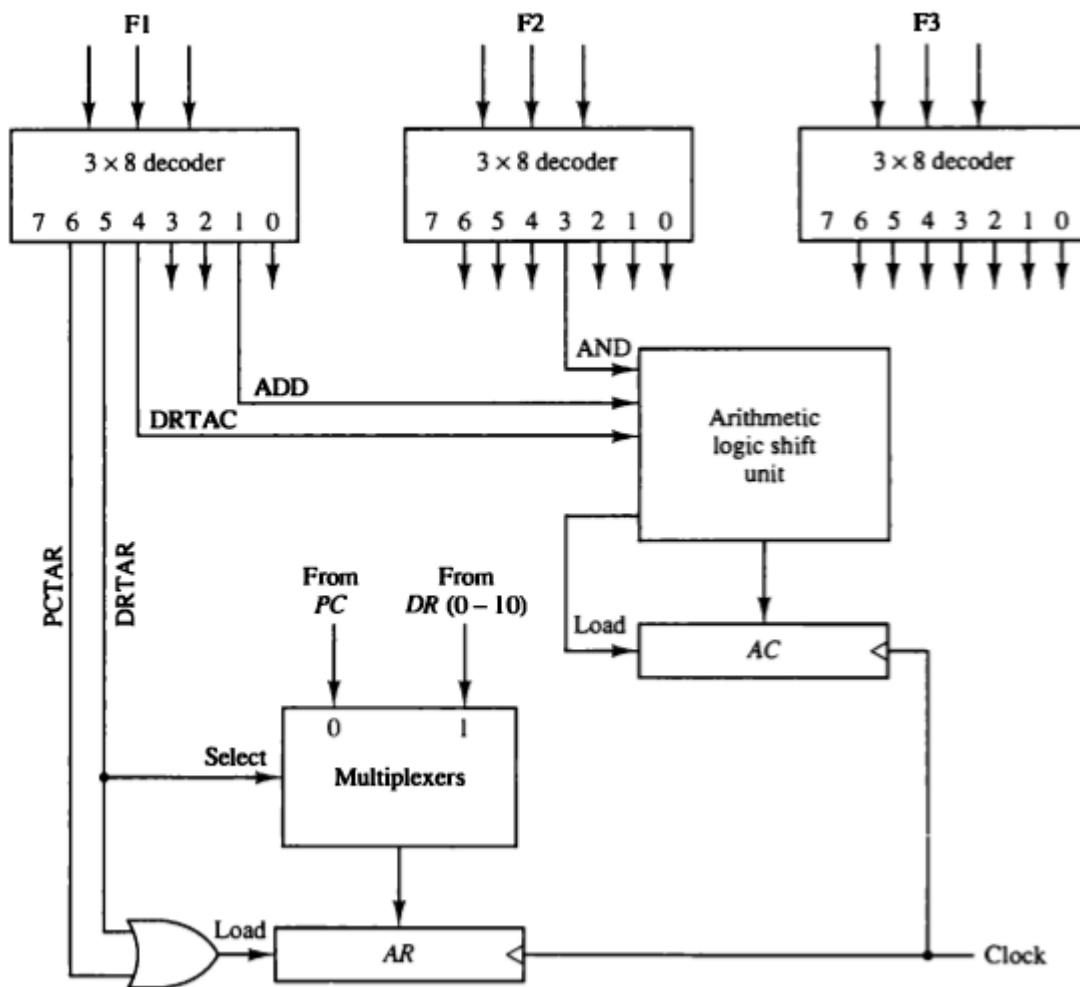 F1
F2
F3
3 × 8 decoder
3 × 8 decoder
3 × 8 decoder
7 6 5 4 3 2 1 0
7 6 5 4 3 2 1 0
7 6 5 4 3 2 1 0
AND
ADD
DRTAC
Arithmetic
logic shift
unit
PCTAR
DRTAR
From
PC
From
DR (0 – 10)
Load
AC
0
1
Select
Multiplexers
Load
AR
Clock